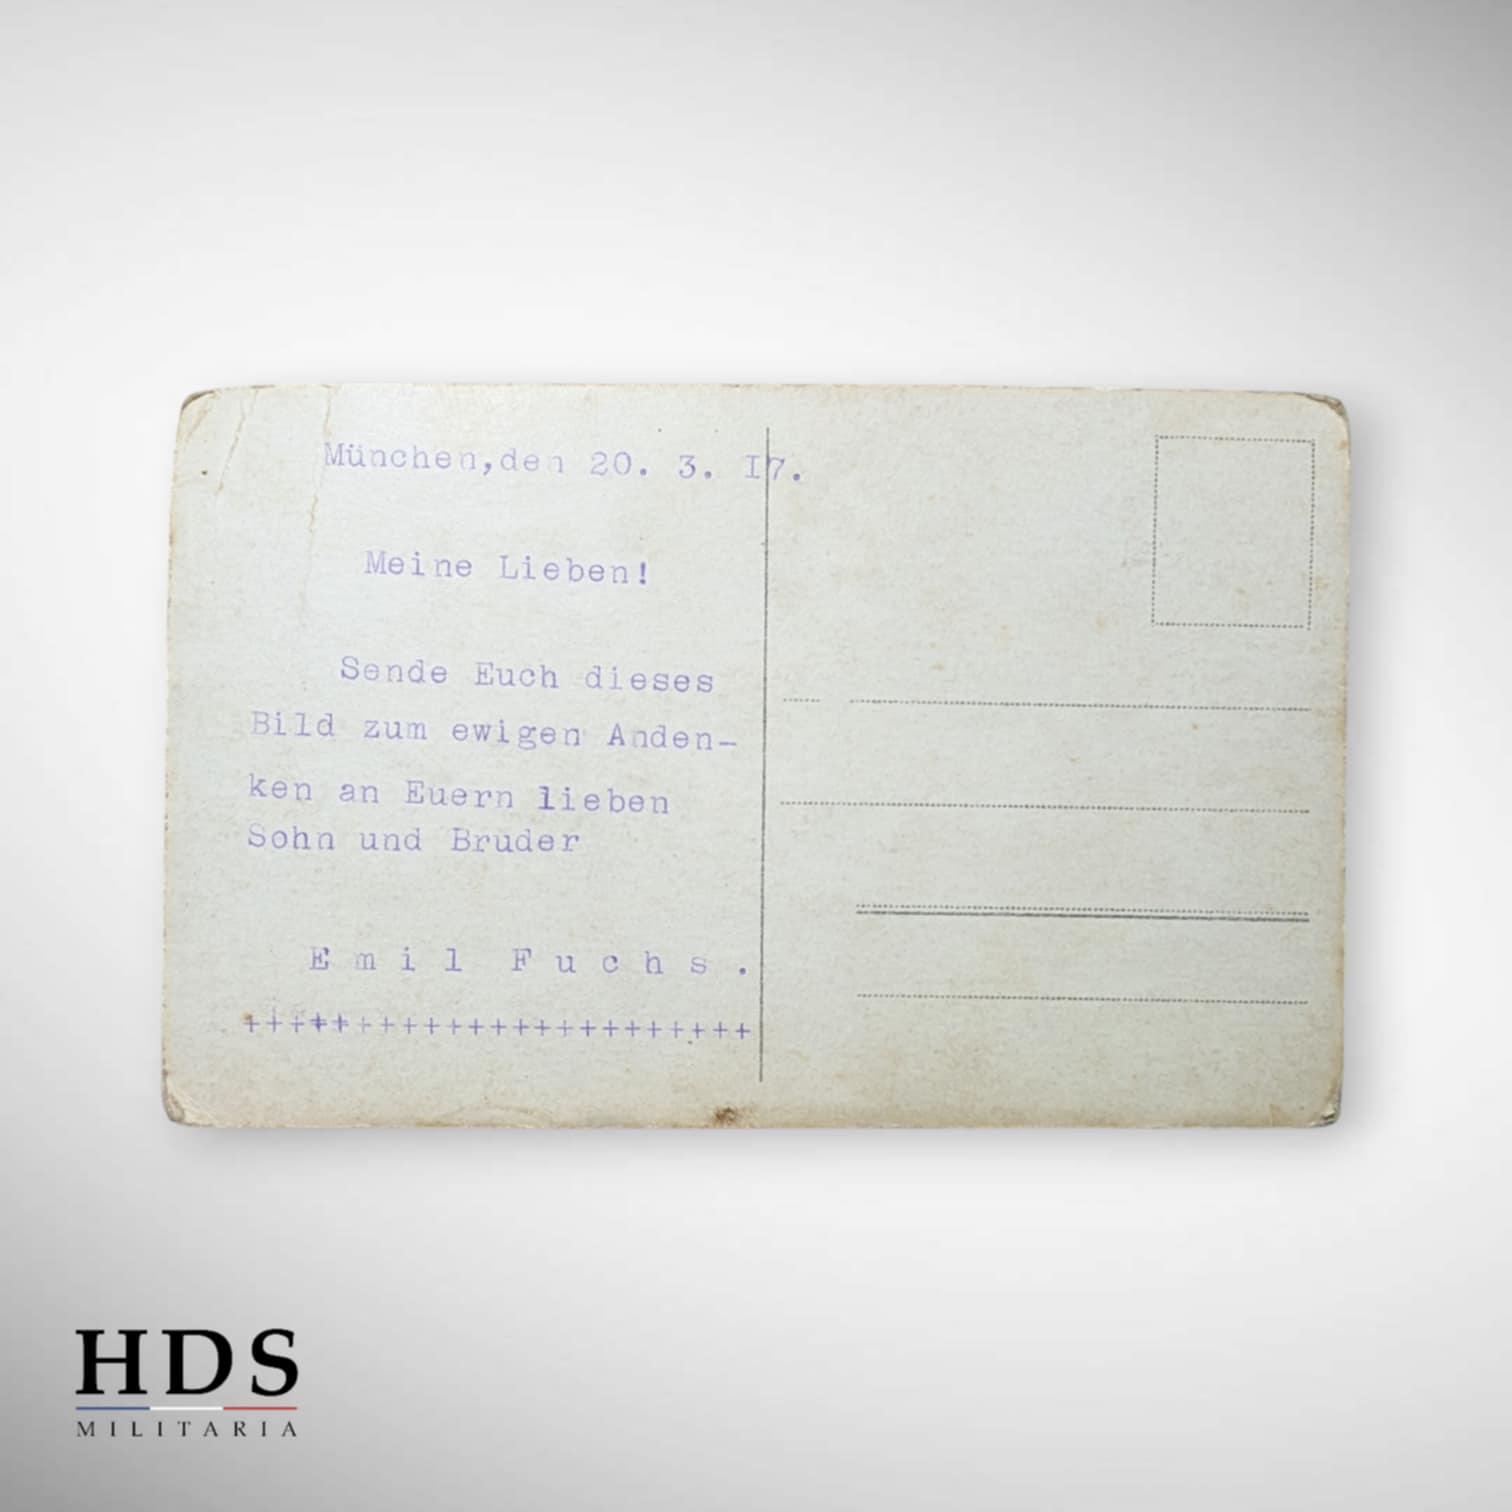 München,den 20. 3. I7.
Meine Lieben!
Sende Euch dieses
Bild zum ewigen Anden-
ken an Euern lieben
Sohn und Bruder
E m i l  F u c h s .
+++++++++++++++++++++++
HDS
MILITARIA